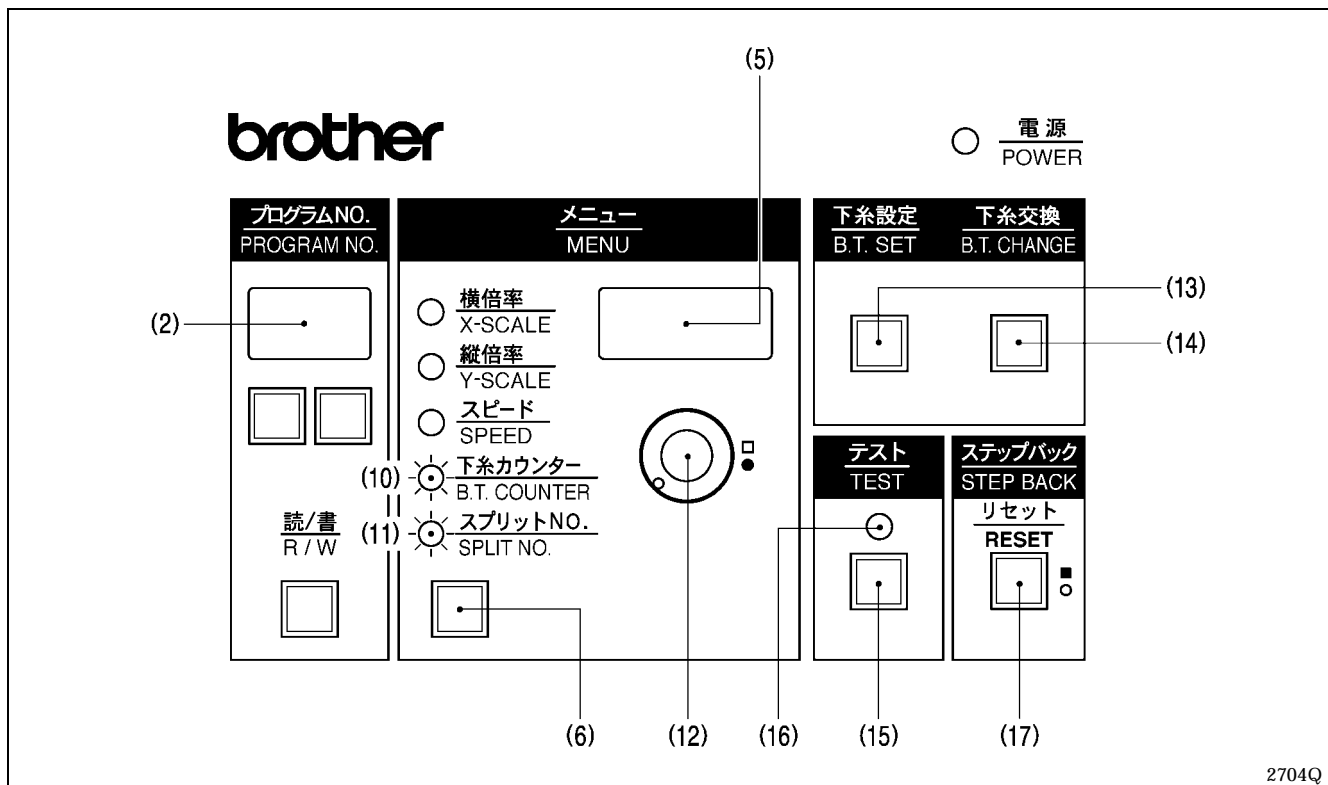 (5)
brother
電源
POWER
プログラムNO.
PROGRAM NO.
メニュー
MENU
下糸設定
B.T. SET
下糸交換
B.T. CHANGE
(2)
横倍率
X-SCALE
縦倍率
Y-SCALE
スピード
SPEED
(10)
下糸カウンター
B.T. COUNTER
(11)
スプリットNO.
SPLIT NO.
読/書
R / W
(13)
(14)
テスト
TEST
ステップバック
STEP BACK
リセット
RESET
(6)
(12)
(16)
(15)
(17)
2704Q